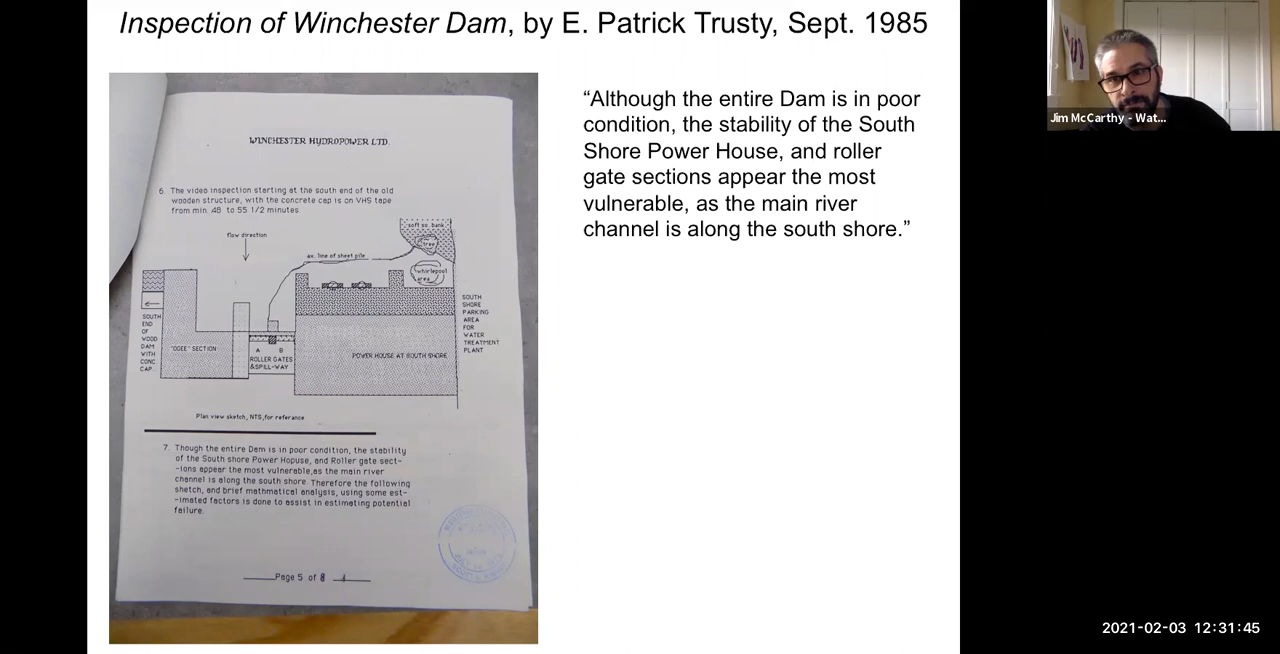 Inspection of Winchester Dam, by E. Patrick Trusty, Sept. 1985
WINCHESTER HYDROPOWER LTD.
6 The video inspection starting at the south end of the old
wooden structure, with the concrete cap is on VHS tape
from min. 48 to 55 1/2 minutes
flow direction
soft so. bank
tree
ex. line of sheet pile
whirlpool
area
SOUTH
END
OF
WOOD
DAM
WITH
CONC
CAP.
"OGEE" SECTION
A B
ROLLER GATES
&SPILL-WAY
POWER HOUSE AT SOUTH SHORE
SOUTH
SHORE
PARKING
AREA
FOR
WATER
TREATMENT
PLANT
Plan view sketch, NTS,for referance
7. Though the entire Dam is in poor condition, the stability
of the South shore Power Hopuse, and Roller gate sect-
-ions appear the most vulnerable,as the main river
channel is along the south shore. Therefore the following
shetch, and brief mathmatical analysis, using some est-
-imated factors is done to assist in estimating potential
failure.
Page 5 of 8
“Although the entire Dam is in poor
condition, the stability of the South
Shore Power House, and roller
gate sections appear the most
vulnerable, as the main river
channel is along the south shore.”
Jim McCarthy - Wat...
2021-02-03 12:31:45